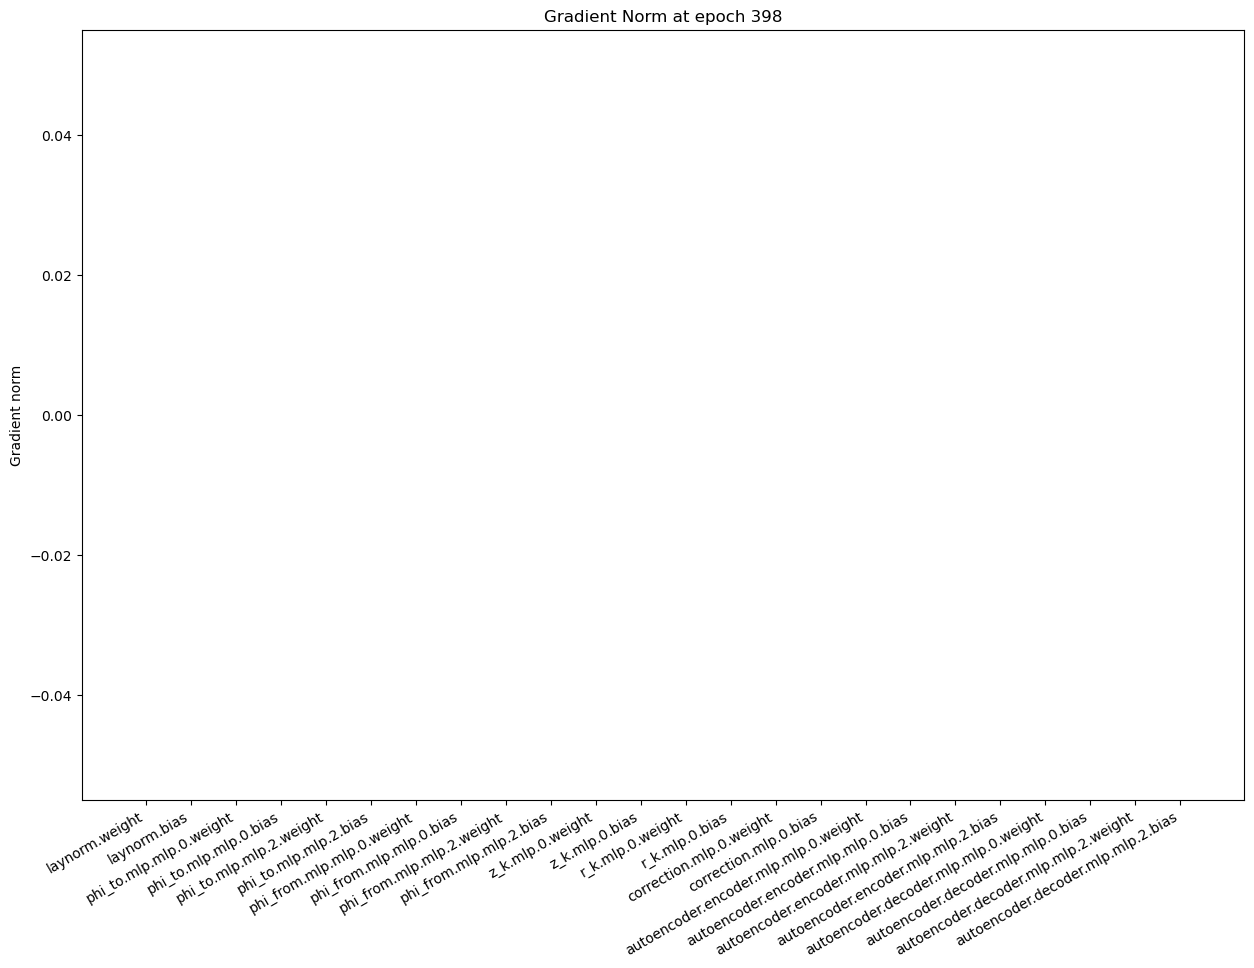 Gradient Norm at epoch 398
Gradient norm
0.04
0.02
0.00
−0.02
−0.04
laynorm.weight
laynorm.bias
phi_to.mlp.mlp.0.weight
phi_to.mlp.mlp.0.bias
phi_to.mlp.mlp.2.weight
phi_to.mlp.mlp.2.bias
phi_from.mlp.mlp.0.weight
phi_from.mlp.mlp.0.bias
phi_from.mlp.mlp.2.weight
phi_from.mlp.mlp.2.bias
z_k.mlp.0.weight
z_k.mlp.0.bias
r_k.mlp.0.weight
r_k.mlp.0.bias
correction.mlp.0.weight
correction.mlp.0.bias
autoencoder.encoder.mlp.mlp.0.weight
autoencoder.encoder.mlp.mlp.0.bias
autoencoder.encoder.mlp.mlp.2.weight
autoencoder.encoder.mlp.mlp.2.bias
autoencoder.decoder.mlp.mlp.0.weight
autoencoder.decoder.mlp.mlp.0.bias
autoencoder.decoder.mlp.mlp.2.weight
autoencoder.decoder.mlp.mlp.2.bias